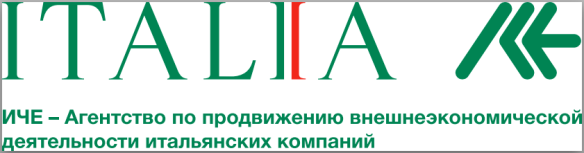 ITALIA
ИЧЕ – Агентство по продвижению внешнеэкономической
деятельности итальянских компаний